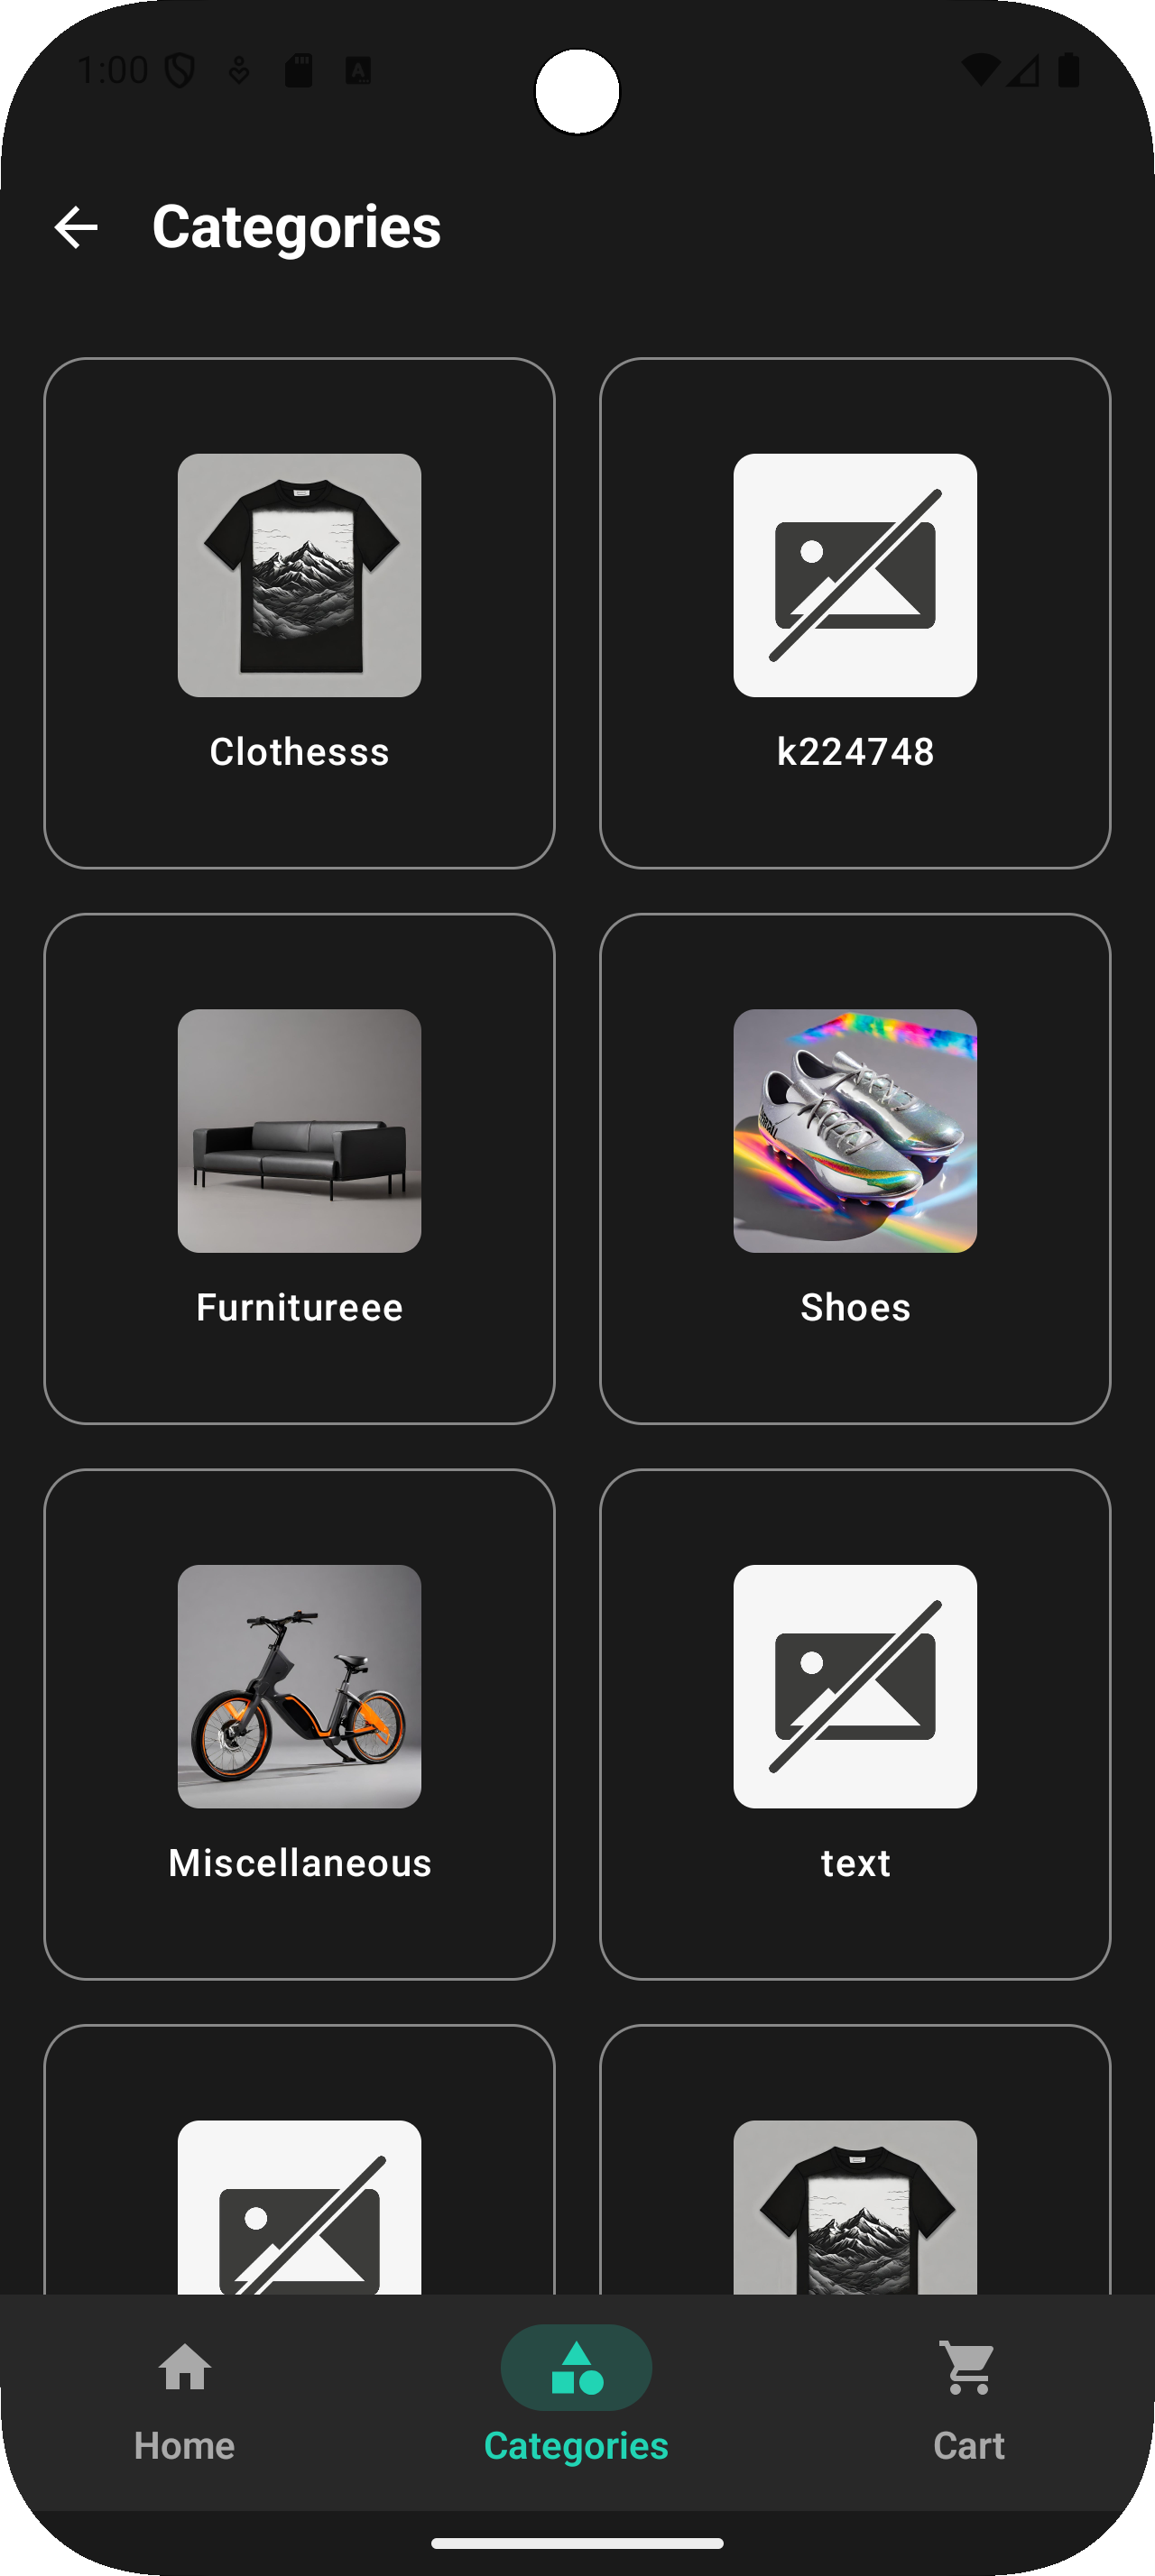 1:00
Categories
Clothesss
k224748
Furnitureee
Shoes
Miscellaneous
text
Home
Categories
Cart